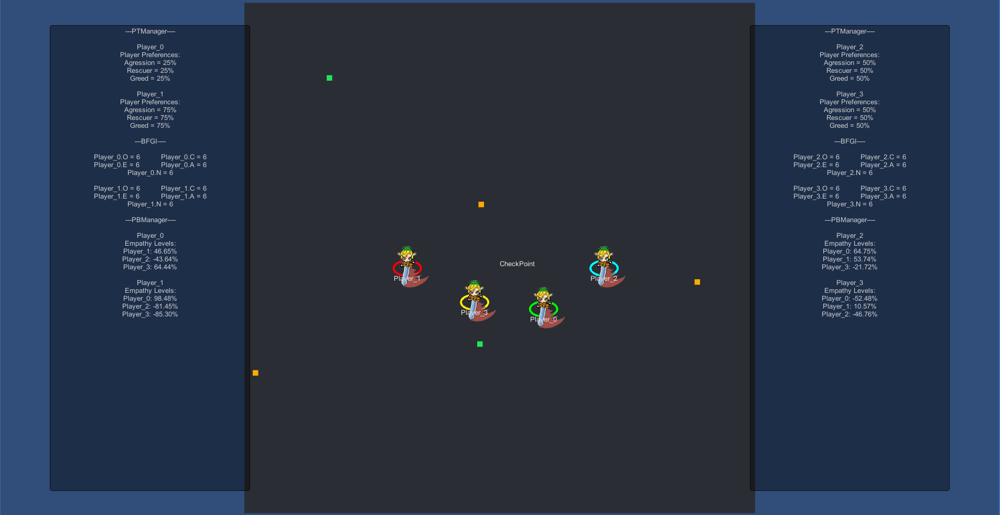 ---PTManager----
Player_0
Player Preferences:
Agression = 25%
Rescuer = 25%
Greed = 25%
Player_1
Player Preferences:
Agression = 75%
Rescuer = 75%
Greed = 75%
---BFGI----
Player_0.O = 6 Player_0.C = 6
Player_0.E = 6 Player_0.A = 6
Player_0.N = 6
Player_1.O = 6 Player_1.C = 6
Player_1.E = 6 Player_1.A = 6
Player_1.N = 6
---PBManager----
Player_0
Empathy Levels:
Player_1: 46.65%
Player_2: -43.64%
Player_3: 64.44%
Player_1
Empathy Levels:
Player_0: 98.48%
Player_2: -81.45%
Player_3: -85.30%
CheckPoint
Player_1
Player_2
Player_3
Player_0
---PTManager----
Player_2
Player Preferences:
Agression = 50%
Rescuer = 50%
Greed = 50%
Player_3
Player Preferences:
Agression = 50%
Rescuer = 50%
Greed = 50%
---BFGI----
Player_2.O = 6 Player_2.C = 6
Player_2.E = 6 Player_2.A = 6
Player_2.N = 6
Player_3.O = 6 Player_3.C = 6
Player_3.E = 6 Player_3.A = 6
Player_3.N = 6
---PBManager----
Player_2
Empathy Levels:
Player_0: 64.75%
Player_1: 53.74%
Player_3: -21.72%
Player_3
Empathy Levels:
Player_0: -52.48%
Player_1: 10.57%
Player_2: -46.76%